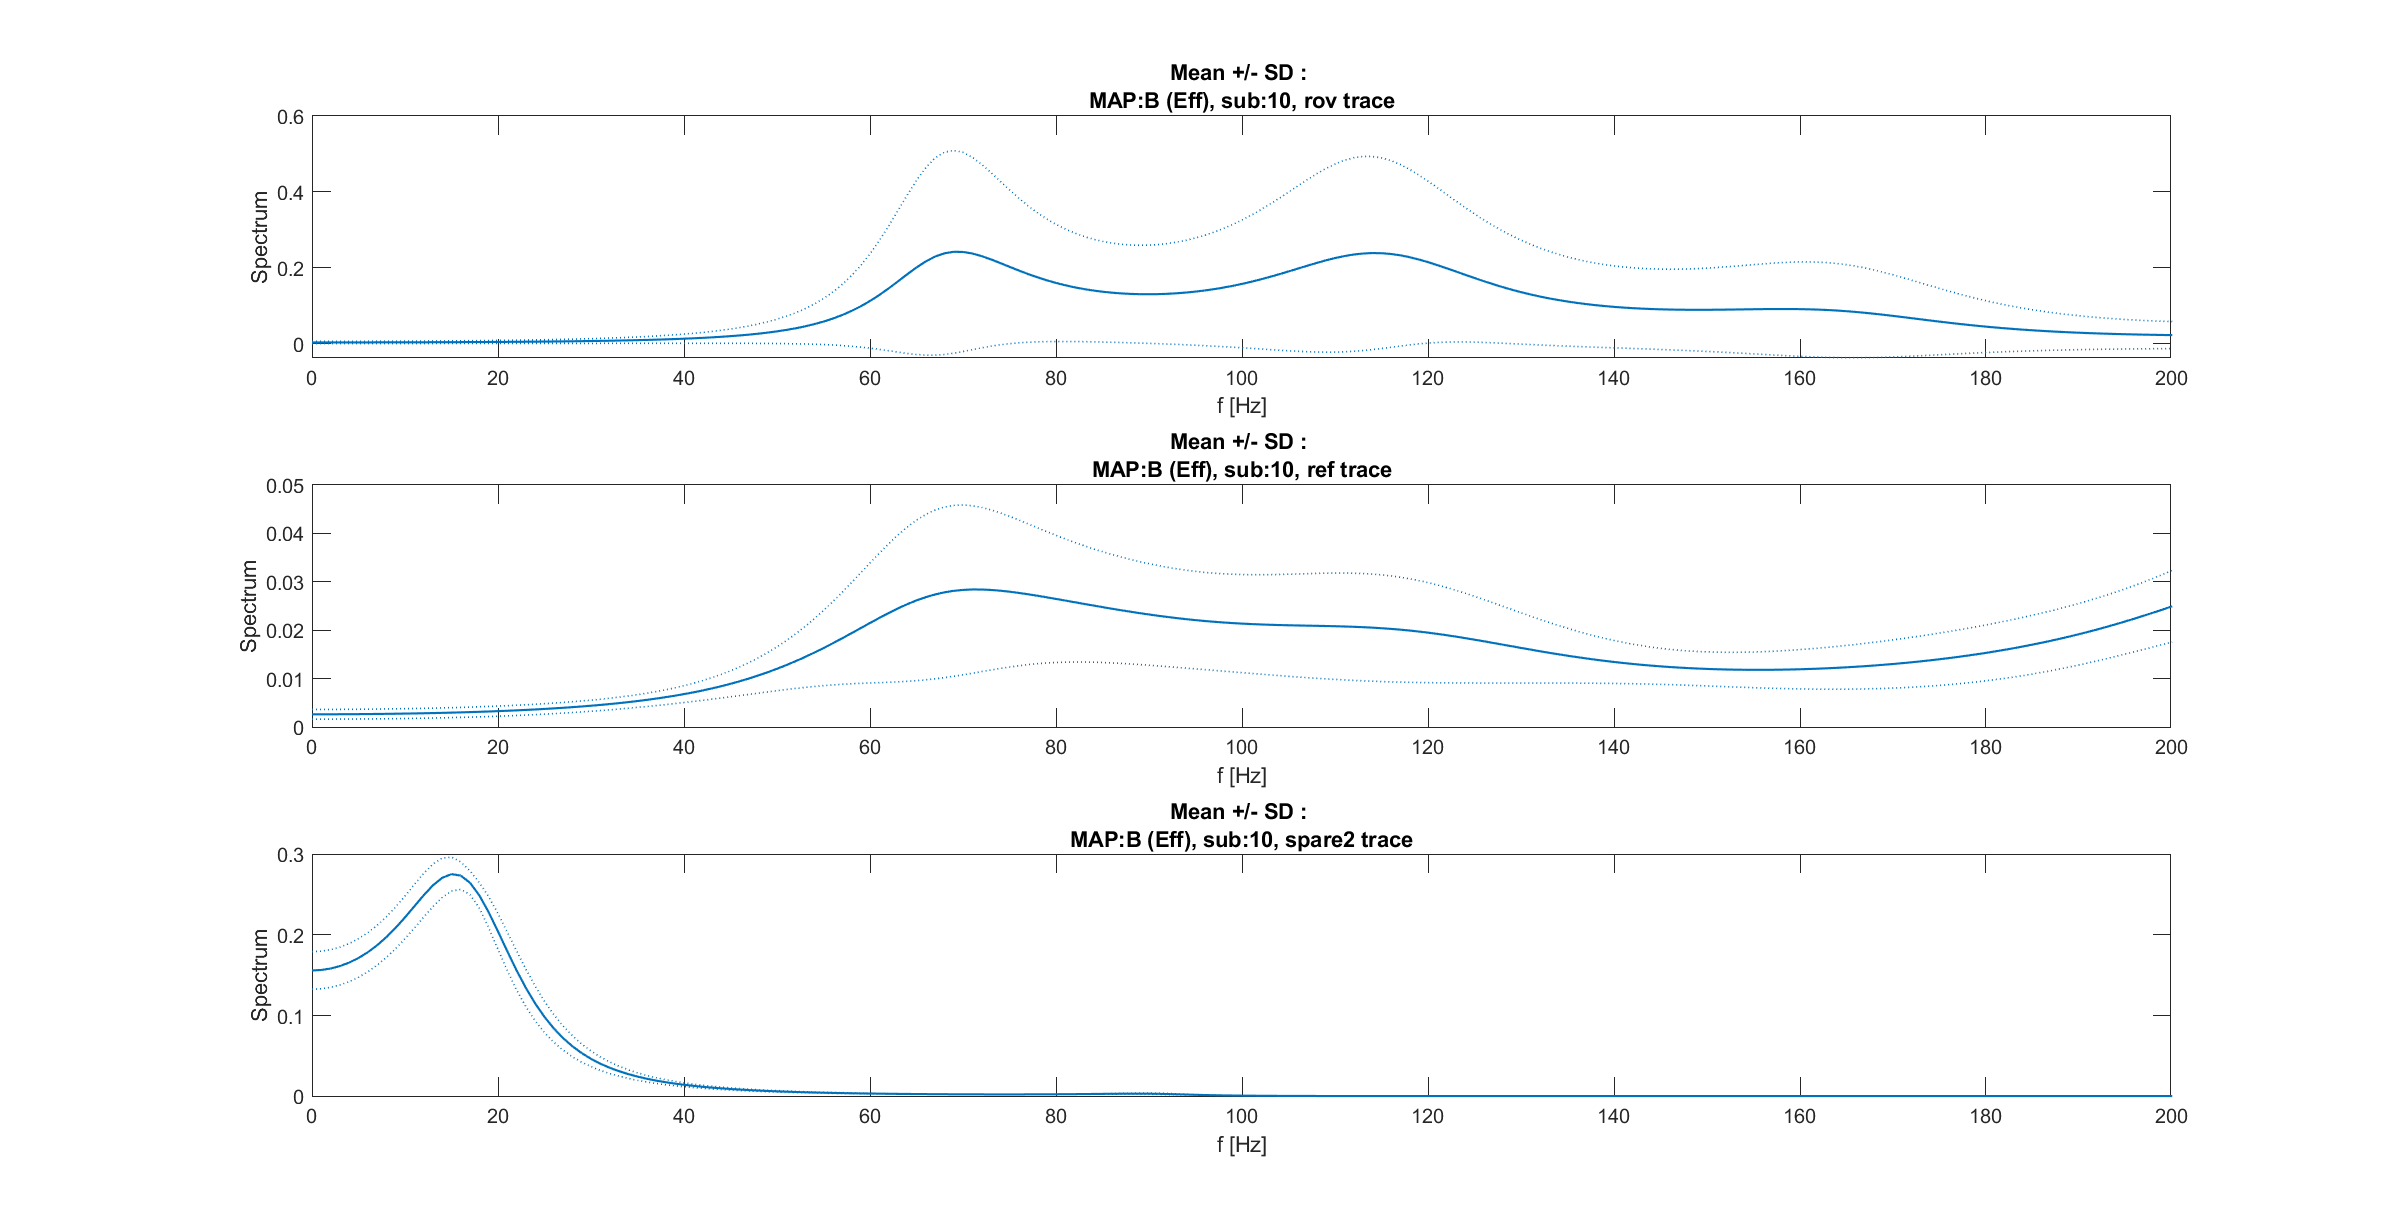 Mean +/- SD :
MAP:B (Eff), sub:10, rov trace
0.6
0.4
0.2
0
Spectrum
0 20 40 60 80 100 120 140 160 180 200
f [Hz]
Mean +/- SD :
MAP:B (Eff), sub:10, ref trace
0.05
0.04
0.03
0.02
0.01
0
Spectrum
0 20 40 60 80 100 120 140 160 180 200
f [Hz]
Mean +/- SD :
MAP:B (Eff), sub:10, spare2 trace
0.3
0.2
0.1
0
Spectrum
0 20 40 60 80 100 120 140 160 180 200
f [Hz]